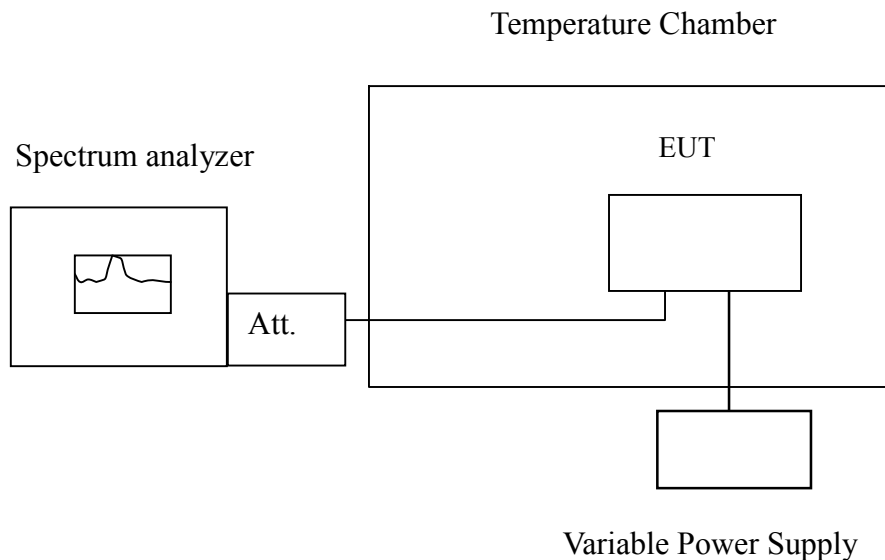 Temperature Chamber
Spectrum analyzer
EUT
Att.
Variable Power Supply